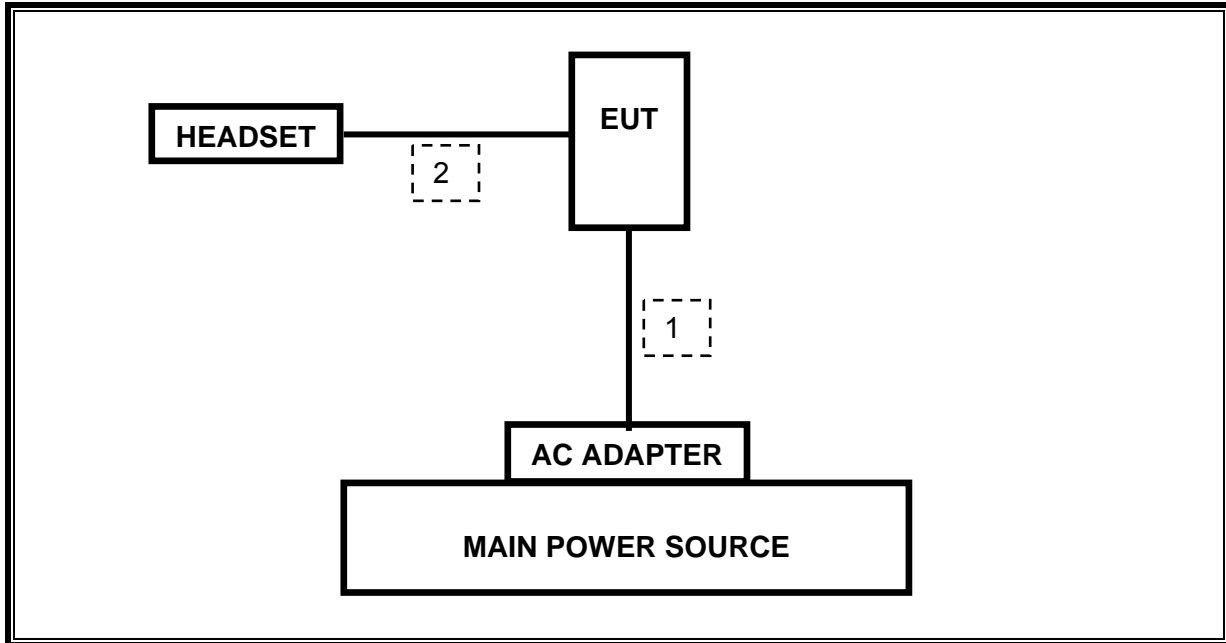 EUT
HEADSET
2
1
AC ADAPTER
MAIN POWER SOURCE